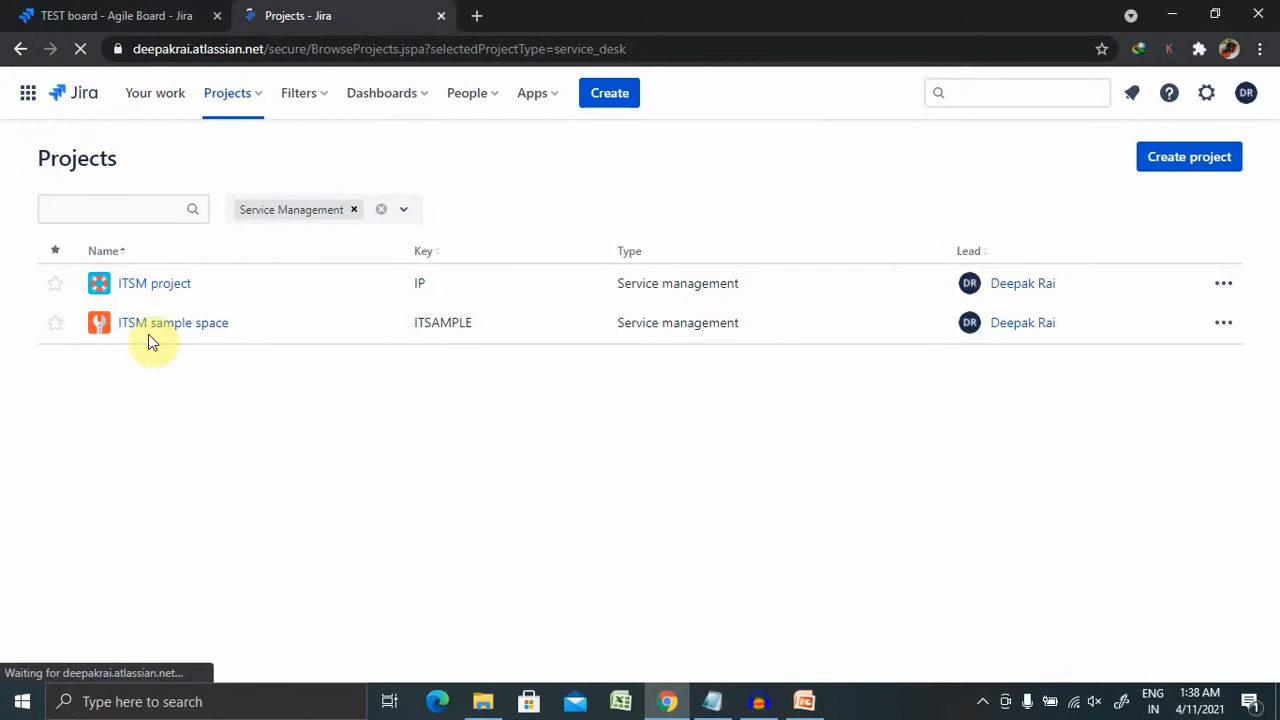 TEST board - Agile Board - Jira
Projects - Jira
deepakrai.atlassian.net/secure/BrowseProjects.jspa?selectedProjectType=service_desk
K
Jira
Your work
Projects
Filters
Dashboards
People
Apps
Create
DR
Projects
Create project
Service Management
Name
Key
Type
Lead
ITSM project
IP
Service management
DR
Deepak Rai
ITSM sample space
ITSAMPLE
Service management
DR
Deepak Rai
Waiting for deepakrai.atlassian.net...
Type here to search
ENG
IN
1:38 AM
4/11/2021
1